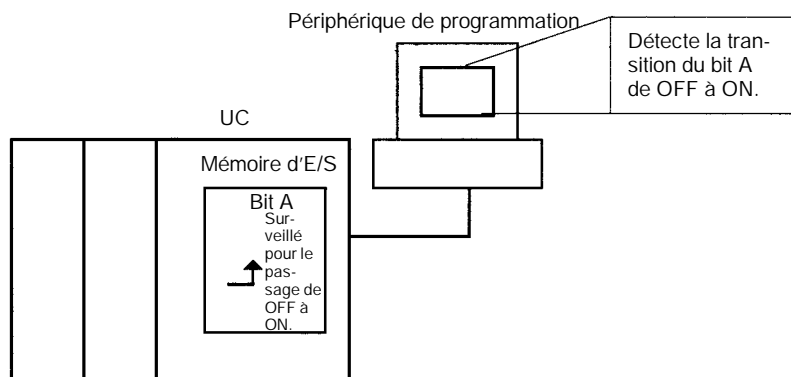 Périphérique de programmation
Détecte la tran-
sition du bit A
de OFF à ON.
UC
Mémoire d'E/S
Bit A
Sur-
veillé
pour le
pas-
sage de
OFF à
ON.